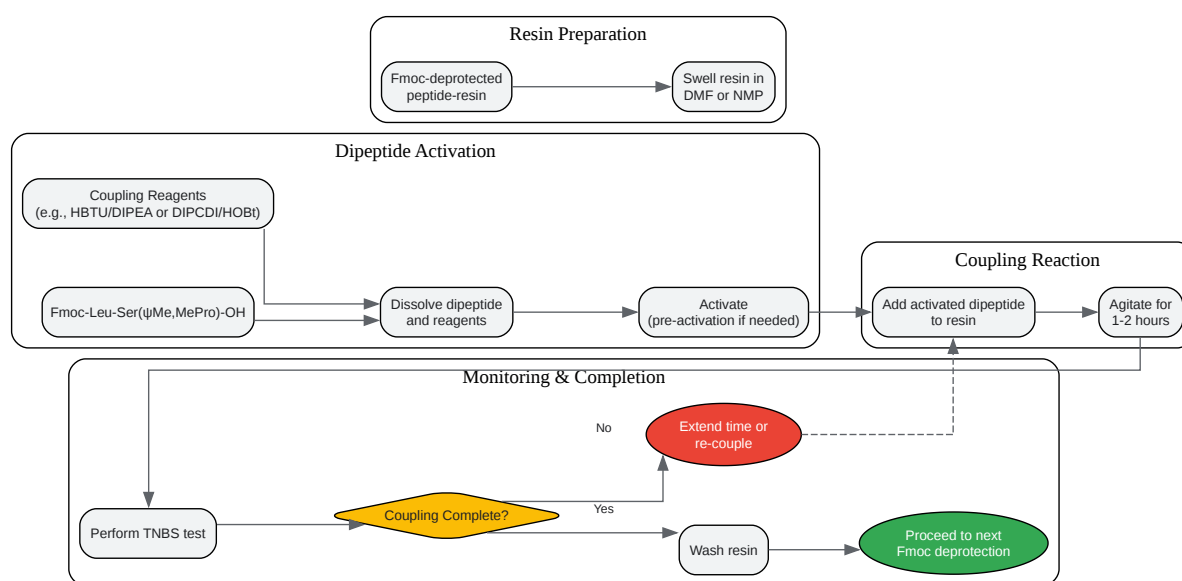 Resin Preparation
Fmoc-deprotected
peptide-resin
Swell resin in
DMF or NMP
Dipeptide Activation
Coupling Reagents
(e.g., HBTU/DIPEA or DIPCDI/HOBt)
Fmoc-Leu-Ser(ψMe,MePro)-OH
Dissolve dipeptide
and reagents
Activate
(pre-activation if needed)
Coupling Reaction
Add activated dipeptide
to resin
Agitate for
1-2 hours
Monitoring & Completion
No
Extend time or
re-couple
Perform TNBS test
Coupling Complete?
Yes
Wash resin
Proceed to next
Fmoc deprotection